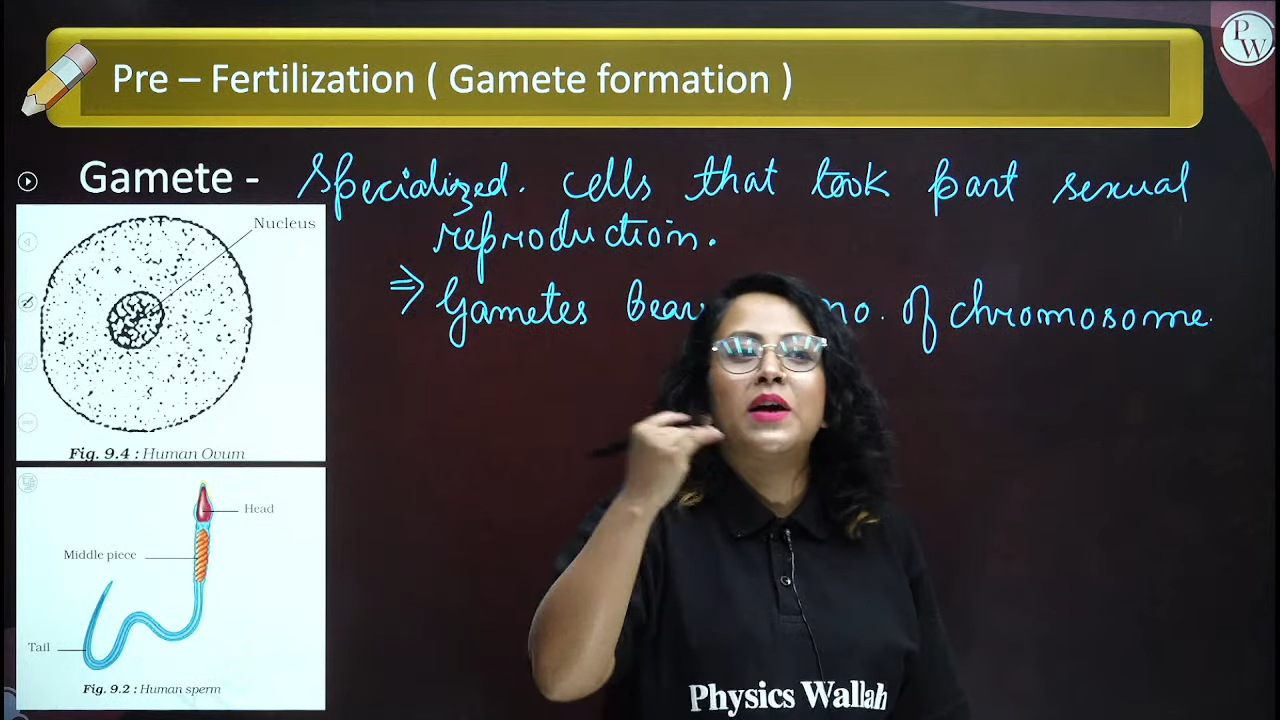 PW
Pre – Fertilization ( Gamete formation )
Gamete - Specialized. cells that took part sexual
reproduction.
⇒ Gametes bear no. of chromosome.
Nucleus
Fig. 9.4 : Human Ovum
Head
Middle piece
Tail
Fig. 9.2 : Human sperm
Physics Wallah